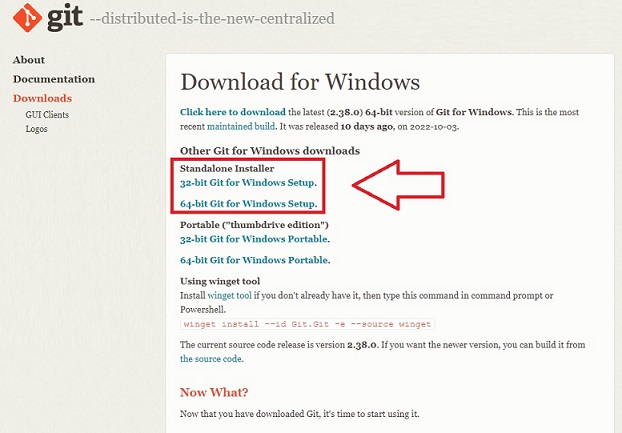 git --distributed-is-the-new-centralized
About
Documentation
Downloads
GUI Clients
Logos
Download for Windows
Click here to download the latest (2.38.0) 64-bit version of Git for Windows. This is the most
recent maintained build. It was released 10 days ago, on 2022-10-03.
Other Git for Windows downloads
Standalone Installer
32-bit Git for Windows Setup.
64-bit Git for Windows Setup.
Portable ("thumbdrive edition")
32-bit Git for Windows Portable.
64-bit Git for Windows Portable.
Using winget tool
Install winget tool if you don't already have it, then type this command in command prompt or
Powershell.
winget install --id Git.Git -e --source winget
The current source code release is version 2.38.0. If you want the newer version, you can build it from
the source code.
Now What?
Now that you have downloaded Git, it's time to start using it.